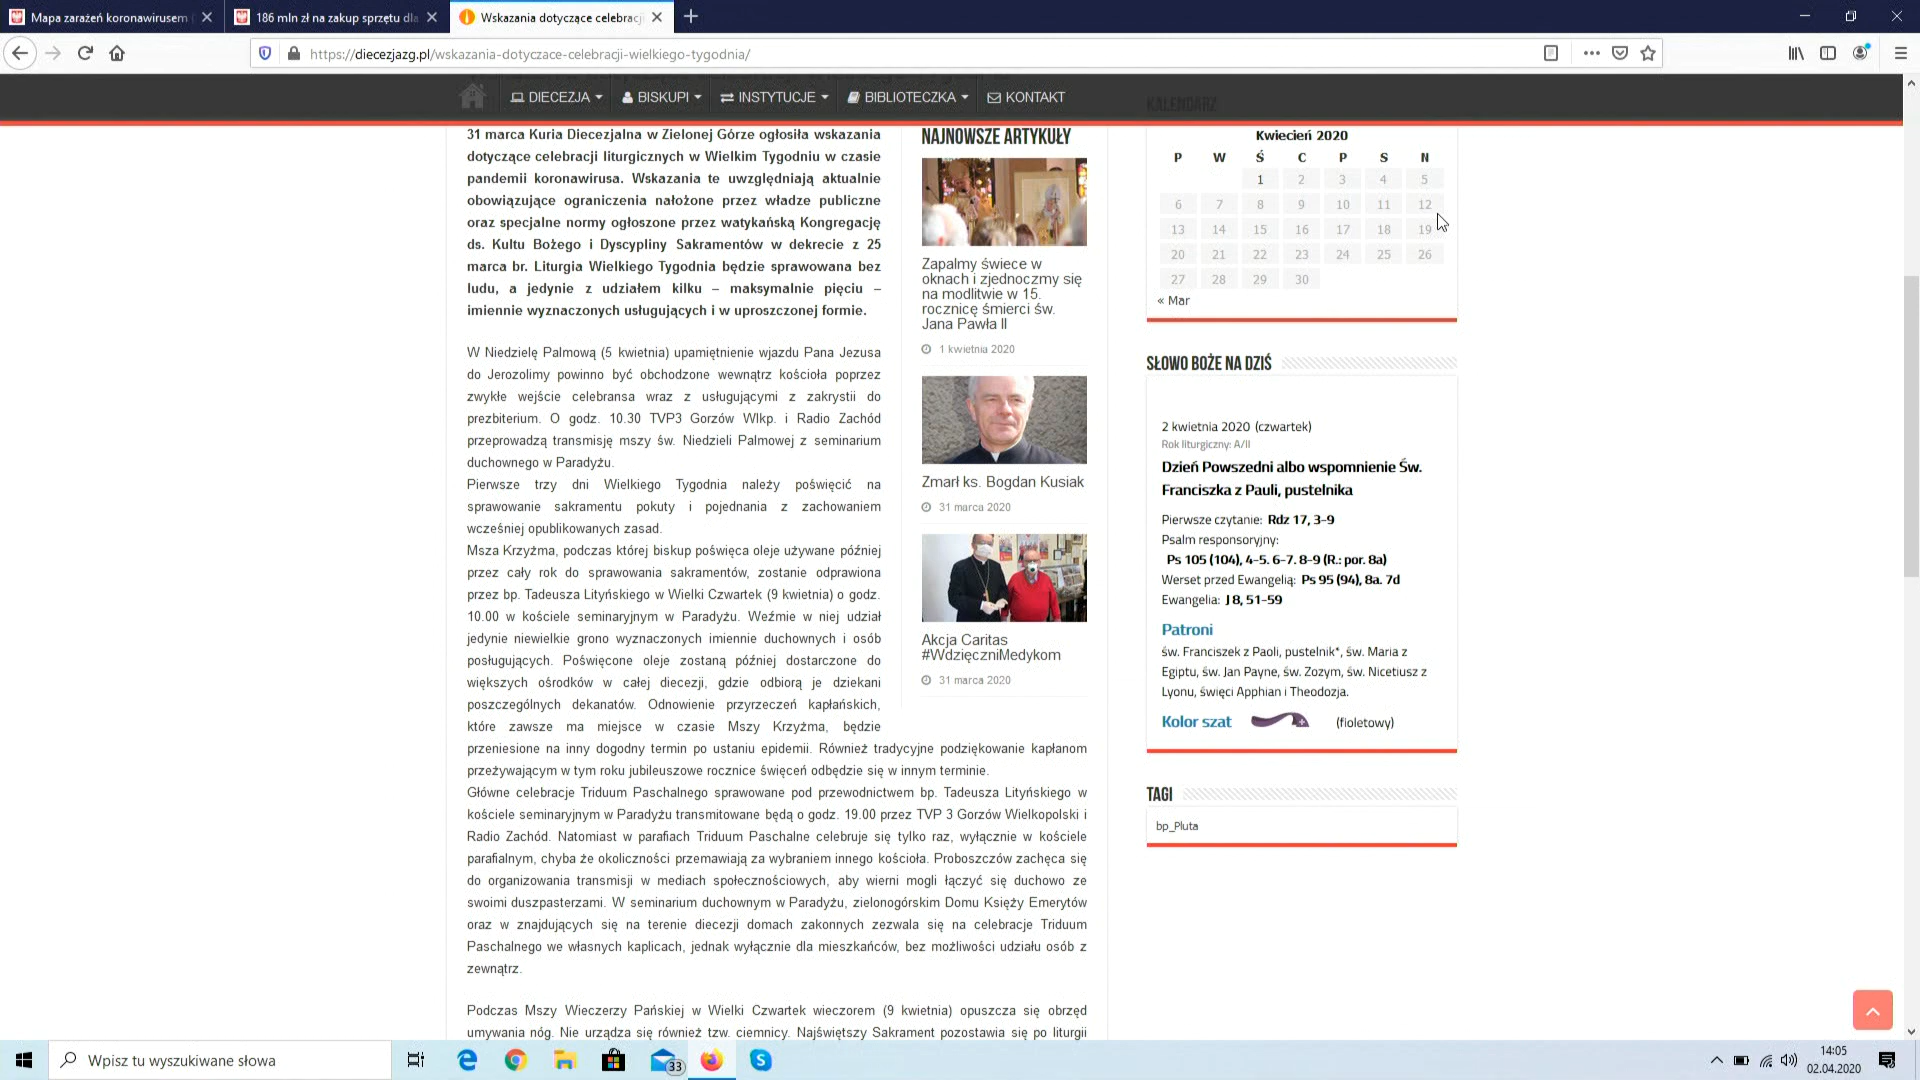 Mapa zarażeń koronawirusem
186 mln zł na zakup sprzętu dla
Wskazania dotyczące celebracji
https://diecezjazg.pl/wskazania-dotyczace-celebracji-wielkiego-tygodnia/
DIECEZJA BISKUPI INSTYTUCJE BIBLIOTECZKA KONTAKT
31 marca Kuria Diecezjalna w Zielonej Górze ogłosiła wskazania
dotyczące celebracji liturgicznych w Wielkim Tygodniu w czasie
pandemii koronawirusa. Wskazania te uwzględniają aktualnie
obowiązujące ograniczenia nałożone przez władze publiczne
oraz specjalne normy ogłoszone przez watykańską Kongregację
ds. Kultu Bożego i Dyscypliny Sakramentów w dekrecie z 25
marca br. Liturgia Wielkiego Tygodnia będzie sprawowana bez
ludu, a jedynie z udziałem kilku – maksymalnie pięciu –
imiennie wyznaczonych usługujących i w uproszczonej formie.
W Niedzielę Palmową (5 kwietnia) upamiętnienie wjazdu Pana Jezusa
do Jerozolimy powinno być obchodzone wewnątrz kościoła poprzez
zwykłe wejście celebransa wraz z usługującymi z zakrystii do
prezbiterium. O godz. 10.30 TVP3 Gorzów Wlkp. i Radio Zachód
przeprowadzą transmisję mszy św. Niedzieli Palmowej z seminarium
duchownego w Paradyżu.
Pierwsze trzy dni Wielkiego Tygodnia należy poświęcić na
sprawowanie sakramentu pokuty i pojednania z zachowaniem
wcześniej opublikowanych zasad.
Msza Krzyżma, podczas której biskup poświęca oleje używane później
przez cały rok do sprawowania sakramentów, zostanie odprawiona
przez bp. Tadeusza Lityńskiego w Wielki Czwartek (9 kwietnia) o godz.
10.00 w kościele seminaryjnym w Paradyżu. Weźmie w niej udział
jedynie niewielkie grono wyznaczonych imiennie duchownych i osób
posługujących. Poświęcone oleje zostaną później dostarczone do
większych ośrodków w całej diecezji, gdzie odbiorą je dziekani
poszczególnych dekanatów. Odnowienie przyrzeczeń kapłańskich,
które zawsze ma miejsce w czasie Mszy Krzyżma, będzie
przeniesione na inny dogodny termin po ustaniu epidemii. Również tradycyjne podziękowanie kapłanom
przeżywającym w tym roku jubileuszowe rocznice święceń odbędzie się w innym terminie.
Główne celebracje Triduum Paschalnego sprawowane pod przewodnictwem bp. Tadeusza Lityńskiego w
kościele seminaryjnym w Paradyżu transmitowane będą o godz. 19.00 przez TVP 3 Gorzów Wielkopolski i
Radio Zachód. Natomiast w parafiach Triduum Paschalne celebruje się tylko raz, wyłącznie w kościele
parafialnym, chyba że okoliczności przemawiają za wybraniem innego kościoła. Proboszczów zachęca się
do organizowania transmisji w mediach społecznościowych, aby wierni mogli łączyć się duchowo ze
swoimi duszpasterzami. W seminarium duchownym w Paradyżu, zielonogórskim Domu Księży Emerytów
oraz w znajdujących się na terenie diecezji domach zakonnych zezwala się na celebracje Triduum
Paschalnego we własnych kaplicach, jednak wyłącznie dla mieszkańców, bez możliwości udziału osób z
zewnątrz.
Podczas Mszy Wieczerzy Pańskiej w Wielki Czwartek wieczorem (9 kwietnia) opuszcza się obrzęd
umywania nóg. Nie urządza się również tzw. ciemnicy. Najświętszy Sakrament pozostawia się po liturgii
NAJNOWSZE ARTYKUŁY
Zapalmy świece w
oknach i zjednoczmy się
na modlitwie w 15.
rocznicę śmierci św.
Jana Pawła II
1 kwietnia 2020
Zmarł ks. Bogdan Kusiak
31 marca 2020
Akcja Caritas
#WdzięczniMedykom
31 marca 2020
KALENDARZ
Kwiecień 2020
P W Ś C P S N
1 2 3 4 5
6 7 8 9 10 11 12
13 14 15 16 17 18 19
20 21 22 23 24 25 26
27 28 29 30
« Mar
SŁOWO BOŻE NA DZIŚ
2 kwietnia 2020 (czwartek)
Rok liturgiczny: A/II
Dzień Powszedni albo wspomnienie Św.
Franciszka z Pauli, pustelnika
Pierwsze czytanie: Rdz 17, 3-9
Psalm responsoryjny:
Ps 105 (104), 4-5. 6-7. 8-9 (R.: por. 8a)
Werset przed Ewangelią: Ps 95 (94), 8a. 7d
Ewangelia: J 8, 51-59
Patroni
św. Franciszek z Paoli, pustelnik*, św. Maria z
Egiptu, św. Jan Payne, św. Zozym, św. Nicetiusz z
Lyonu, święci Apphian i Theodozja.
Kolor szat (fioletowy)
TAGI
bp_Pluta
Wpisz tu wyszukiwane słowa
33
14:05
02.04.2020